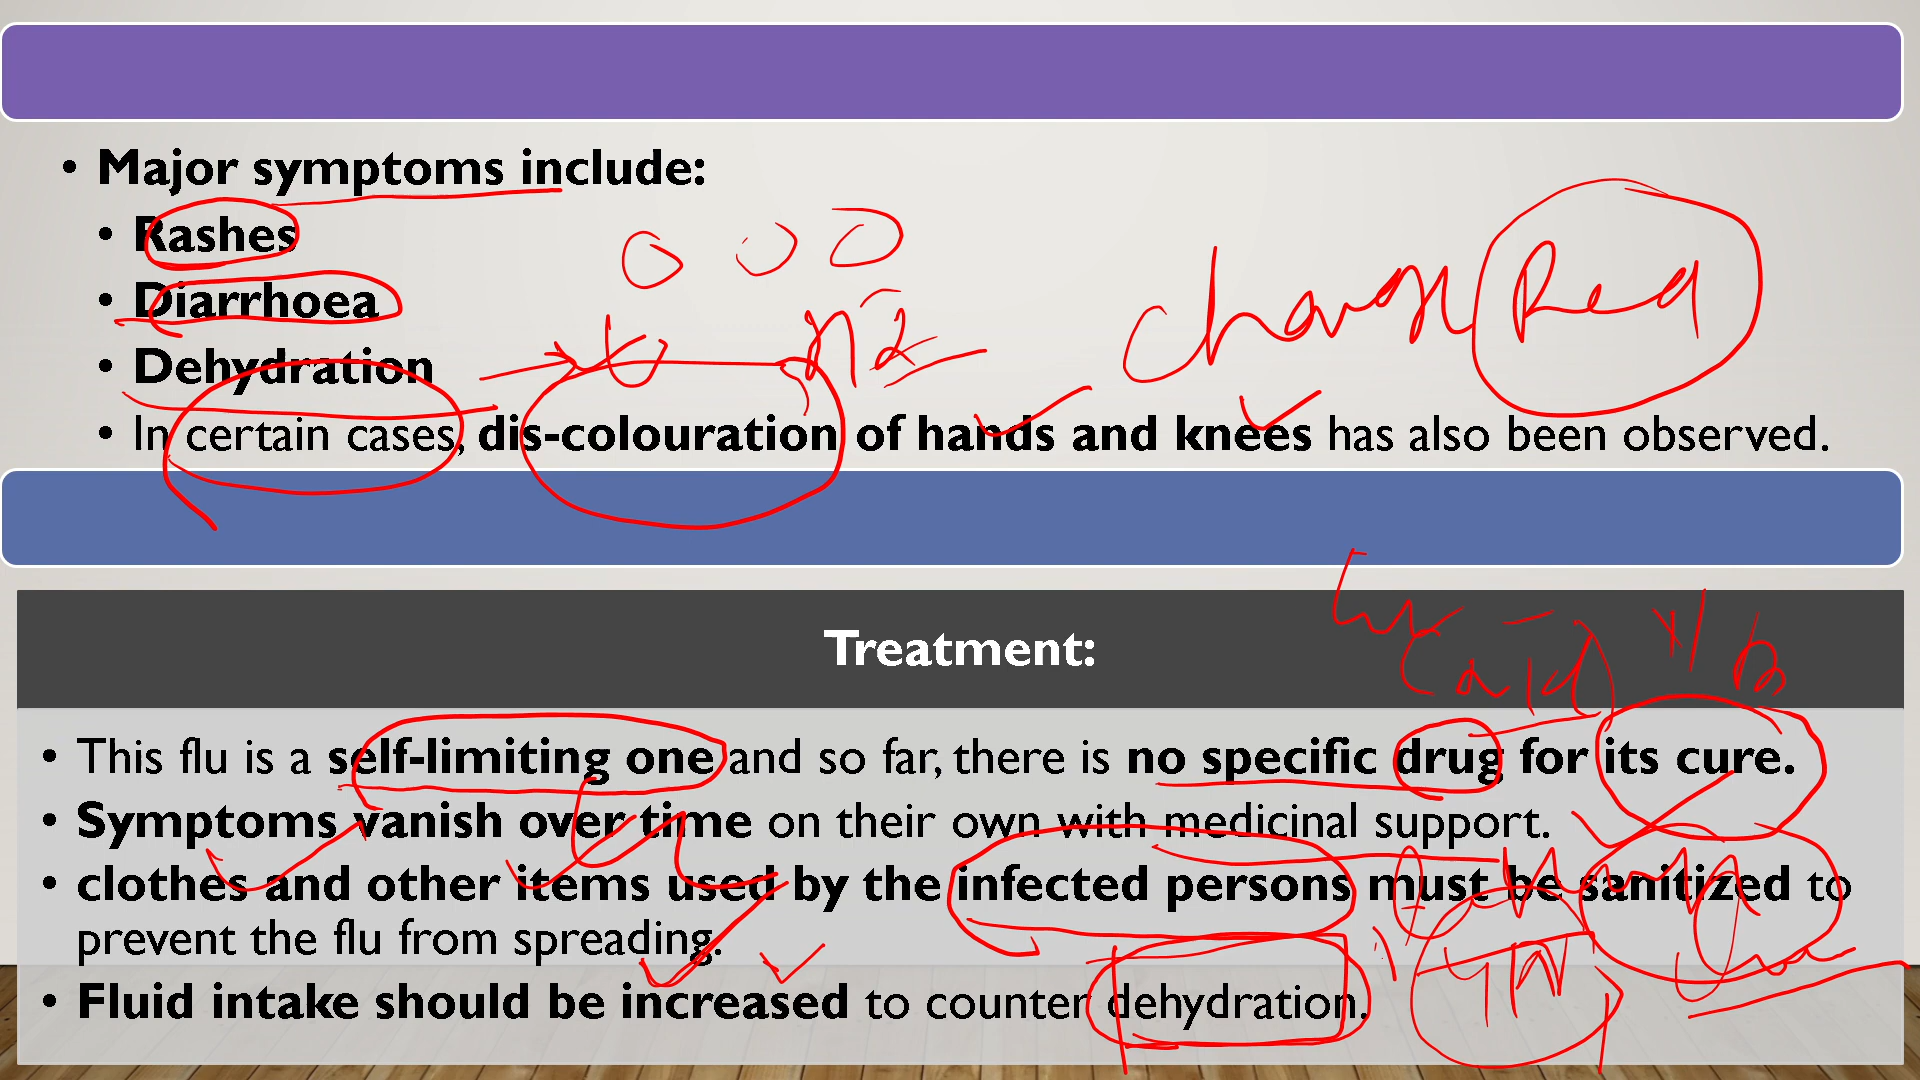 • Major symptoms include:
• Rashes
• Diarrhoea
• Dehydration
change Red
• In certain cases, dis-colouration of hands and knees has also been observed.
Treatment:
• This flu is a self-limiting one and so far, there is no specific drug for its cure.
• Symptoms vanish over time on their own with medicinal support.
• clothes and other items used by the infected persons must be sanitized to
prevent the flu from spreading.
• Fluid intake should be increased to counter dehydration.